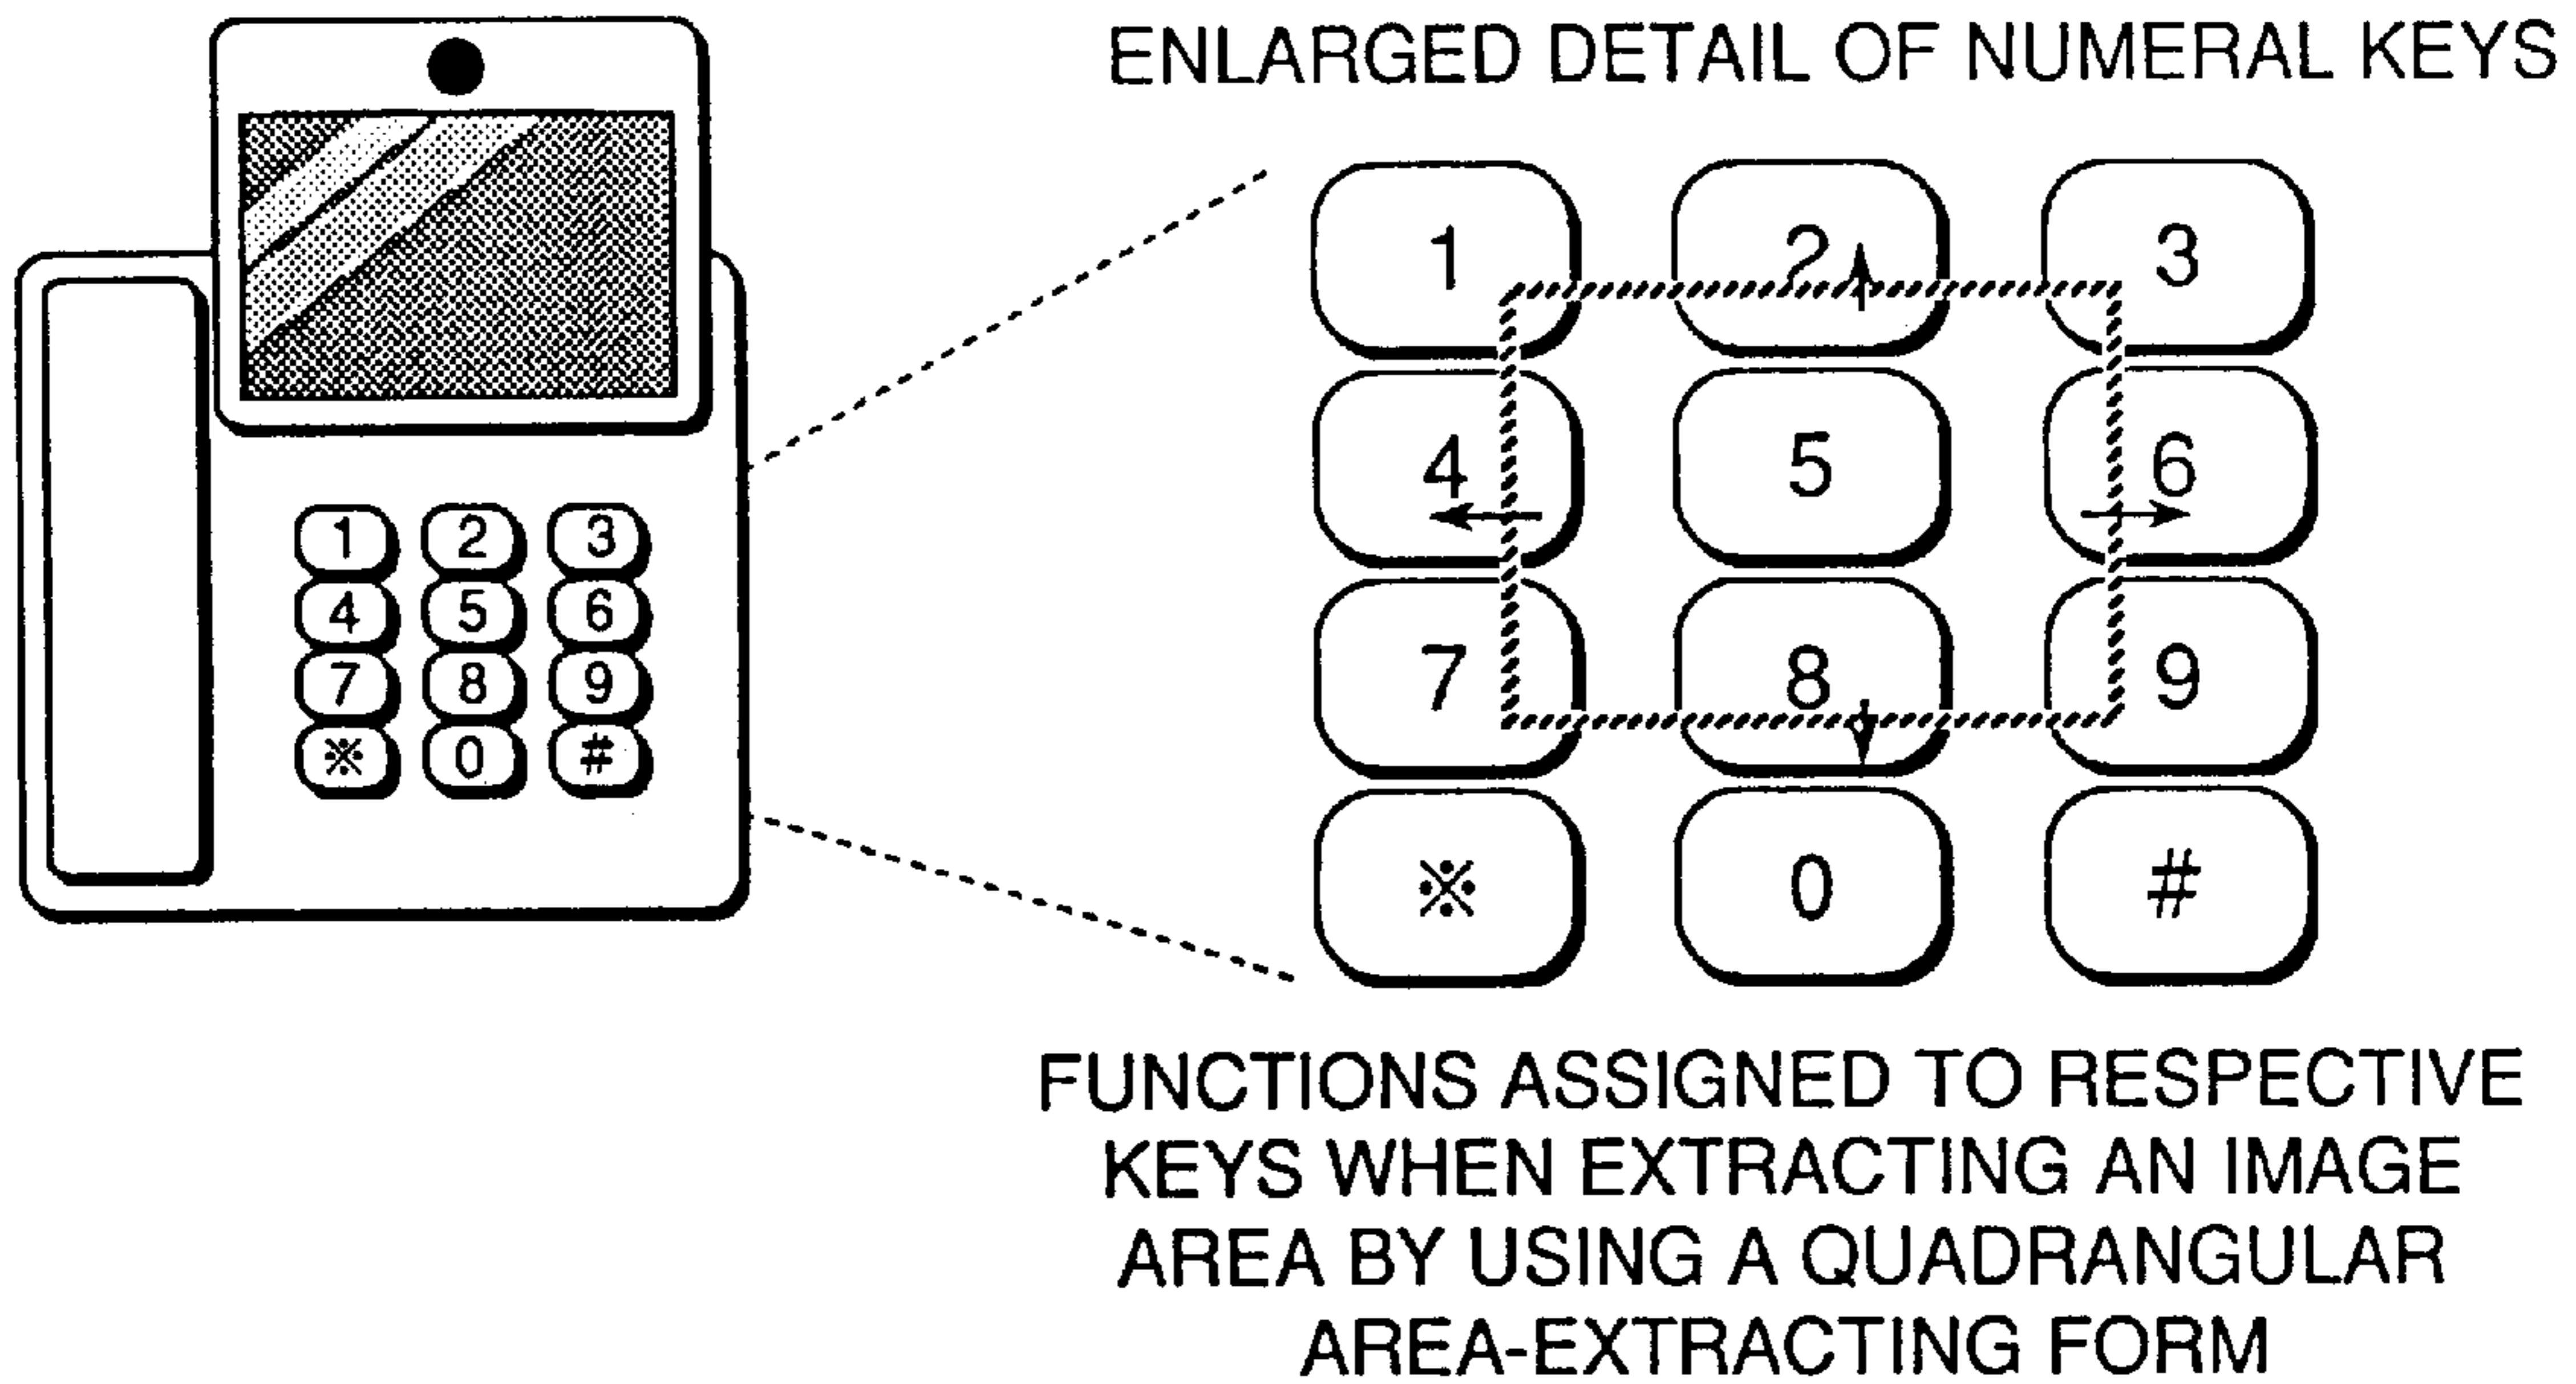 ENLARGED DETAIL OF NUMERAL KEYS
1 2 3
4 5 6
7 8 9
※ 0 #
1 2 3
4 5 6
7 8 9
※ 0 #
FUNCTIONS ASSIGNED TO RESPECTIVE
KEYS WHEN EXTRACTING AN IMAGE
AREA BY USING A QUADRANGULAR
AREA-EXTRACTING FORM